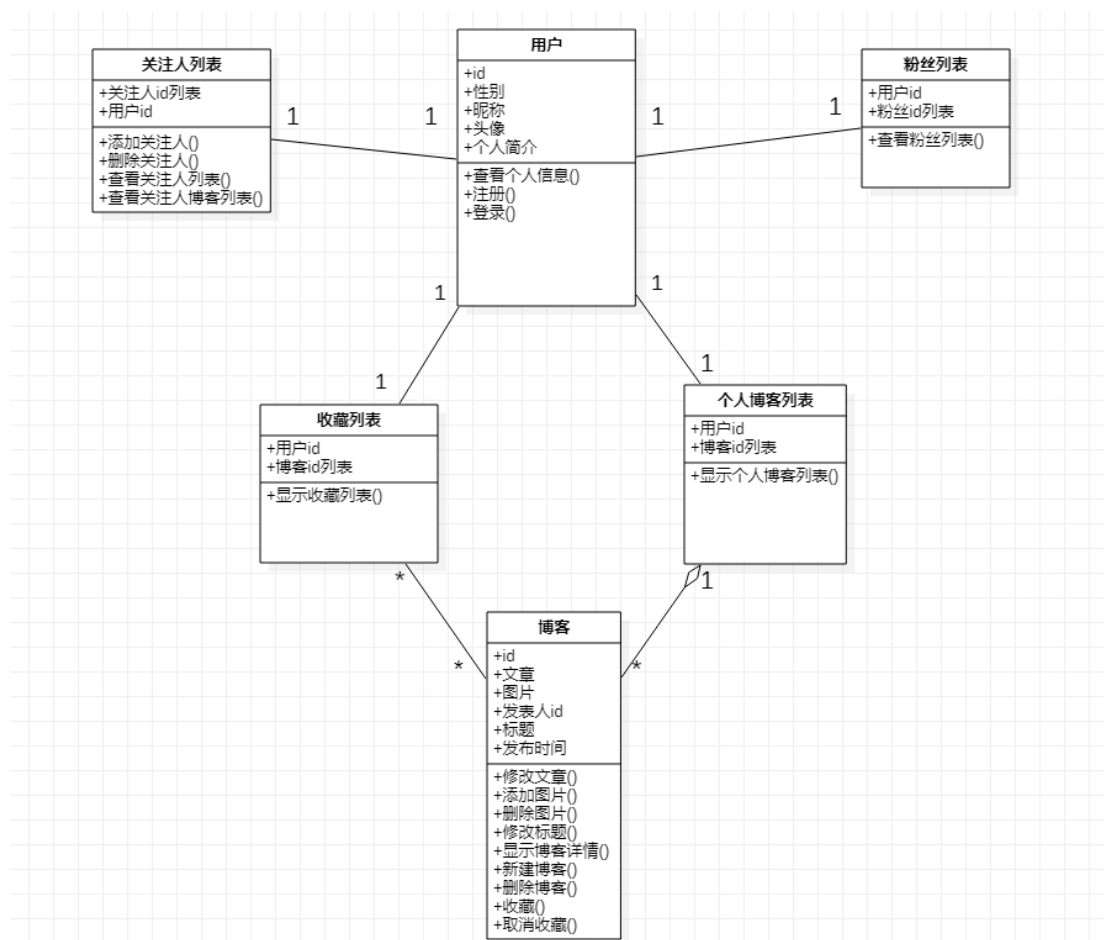 用户
+id
+性别
+昵称
+头像
+个人简介
+查看个人信息()
+注册()
+登录()
关注人列表
+关注人id列表
+用户id
+添加关注人()
+删除关注人()
+查看关注人列表()
+查看关注人博客列表()
粉丝列表
+用户id
+粉丝id列表
+查看粉丝列表()
1
1
1
1
1
1
1
1
收藏列表
+用户id
+博客id列表
+显示收藏列表()
个人博客列表
+用户id
+博客id列表
+显示个人博客列表()
*
1
*
*
博客
+id
+文章
+图片
+发表人id
+标题
+发布时间
+修改文章()
+添加图片()
+删除图片()
+修改标题()
+显示博客详情()
+新建博客()
+删除博客()
+收藏()
+取消收藏()